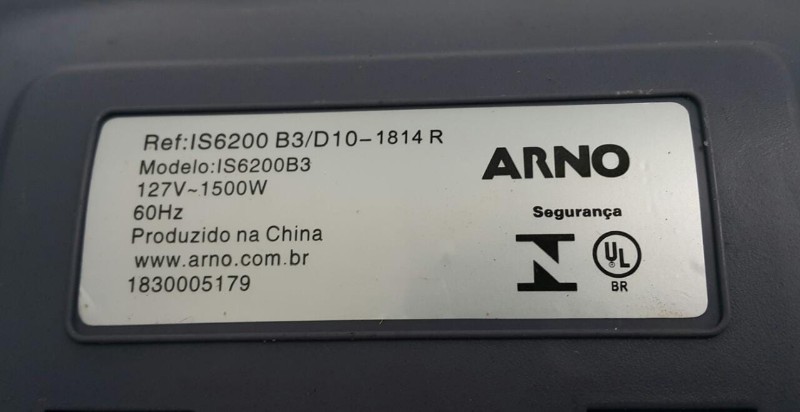 Ref:IS6200 B3/D10-1814 R
Modelo:IS6200B3
127V~1500W
60Hz
Produzido na China
www.arno.com.br
1830005179
ARNO
Segurança
UL
BR